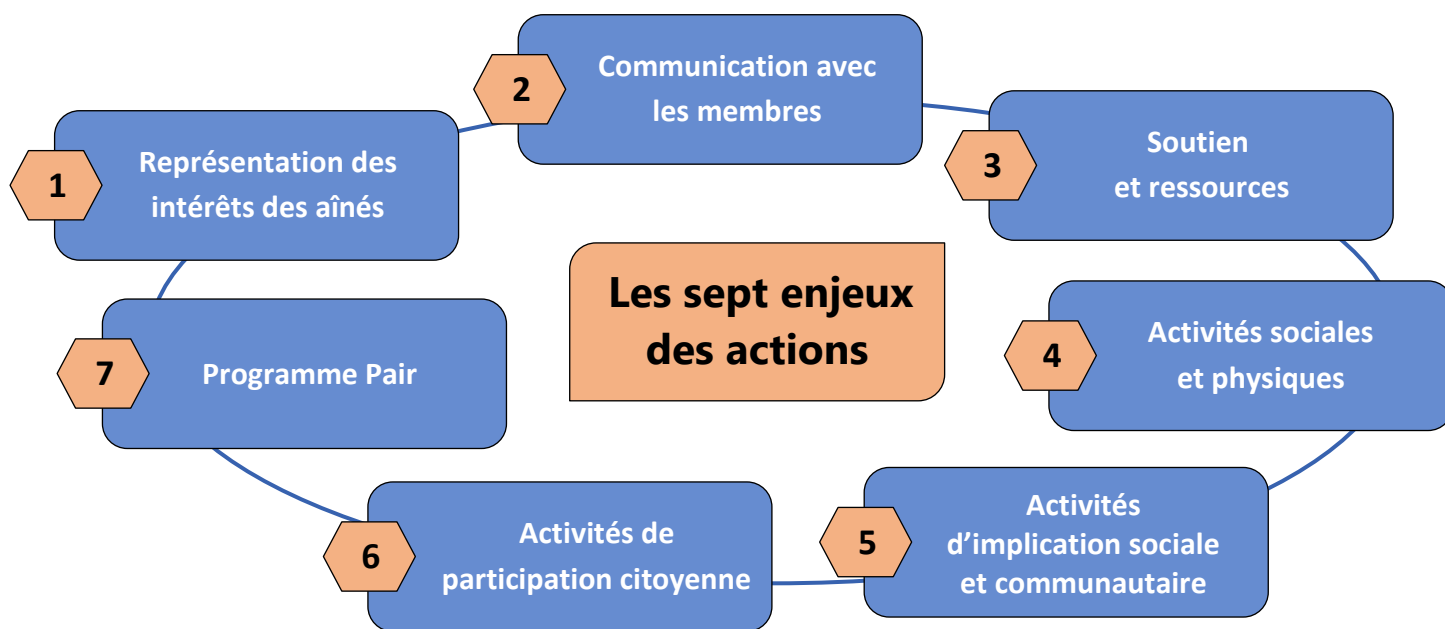 Les sept enjeux
des actions
1
Représentation des
intérêts des aînés
2
Communication avec
les membres
3
Soutien
et ressources
4
Activités sociales
et physiques
5
Activités
d’implication sociale
et communautaire
6
Activités de
participation citoyenne
7
Programme Pair